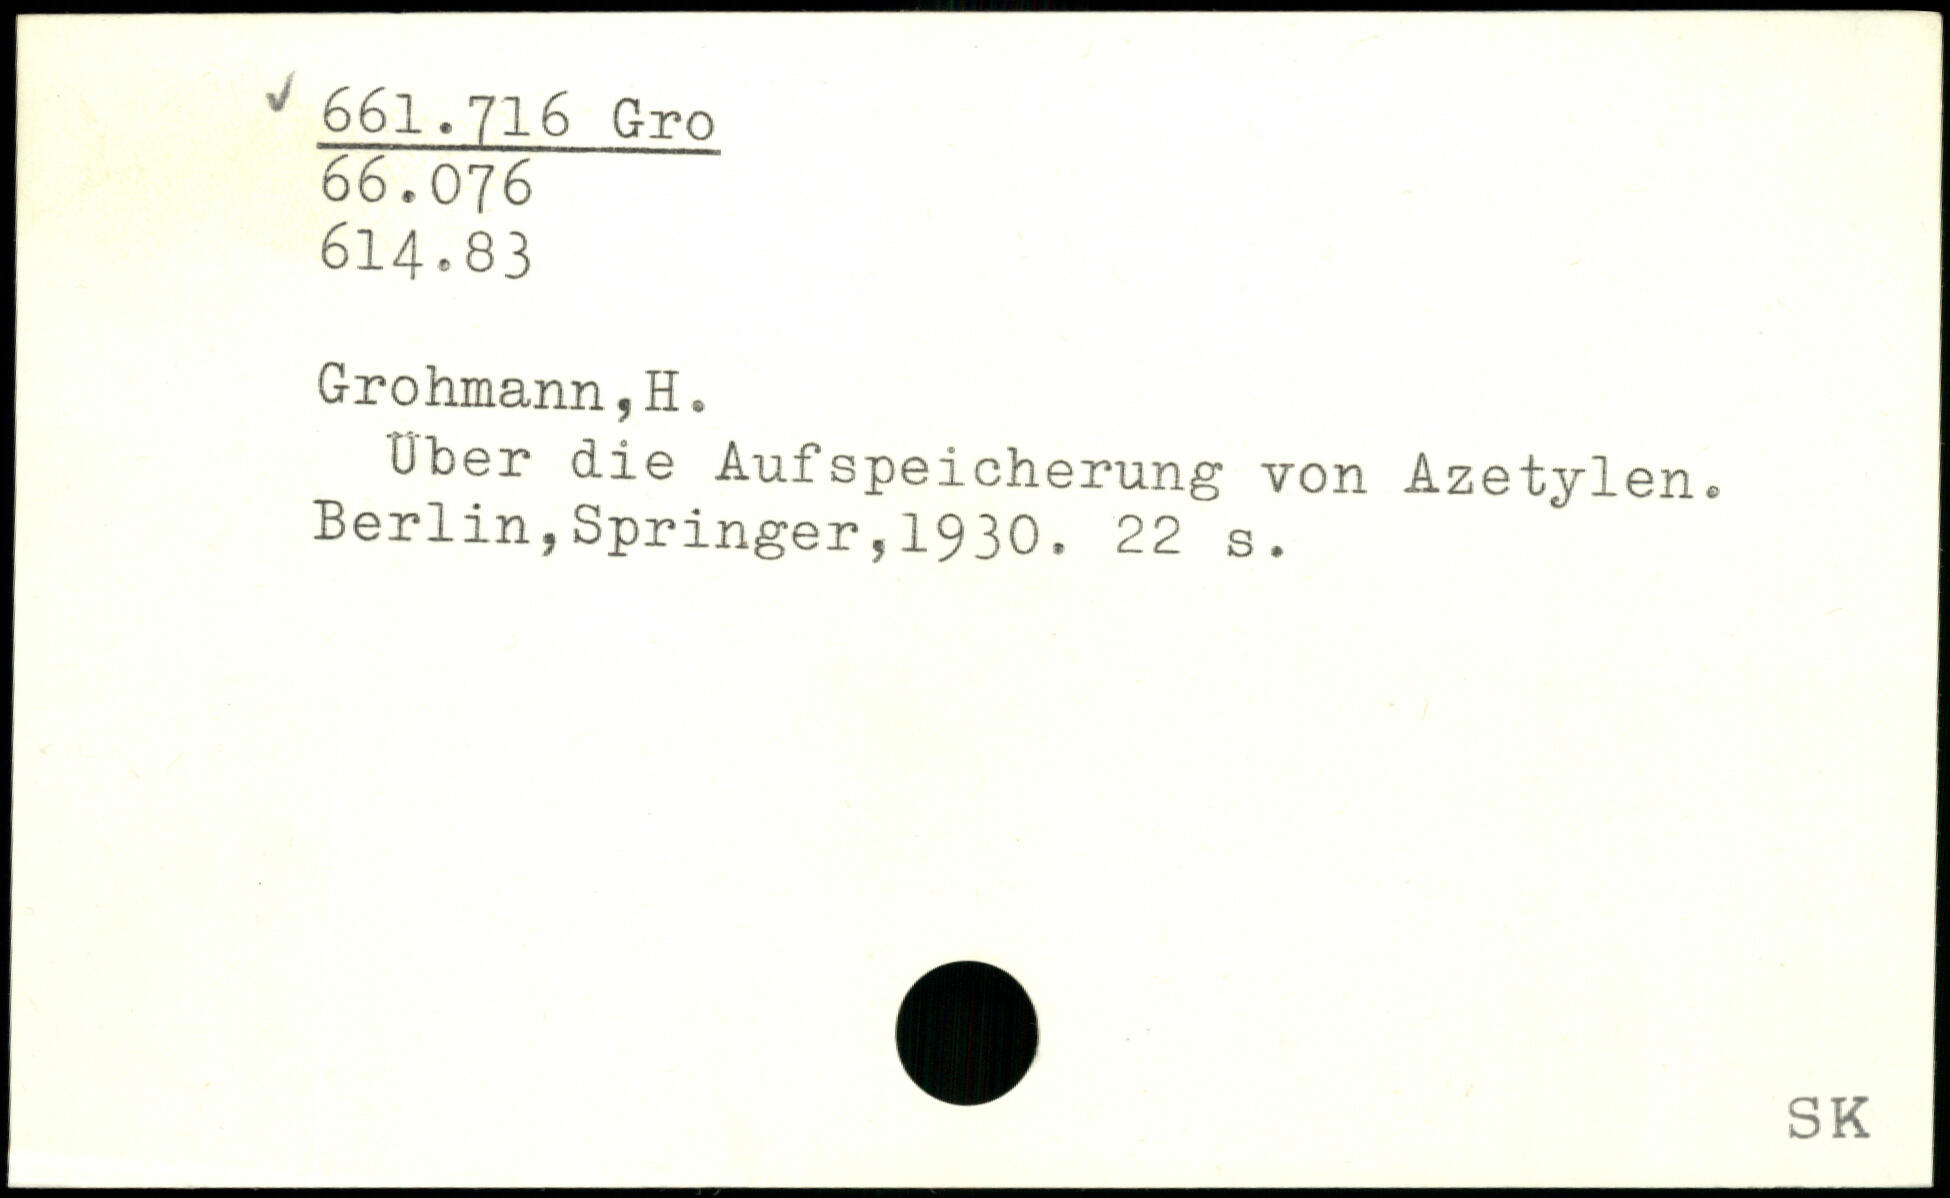 ✓ 661.716 Gro
66.076
614.83
Grohmann,H.
Über die Aufspeicherung von Azetylen.
Berlin,Springer,1930. 22 s.
SK